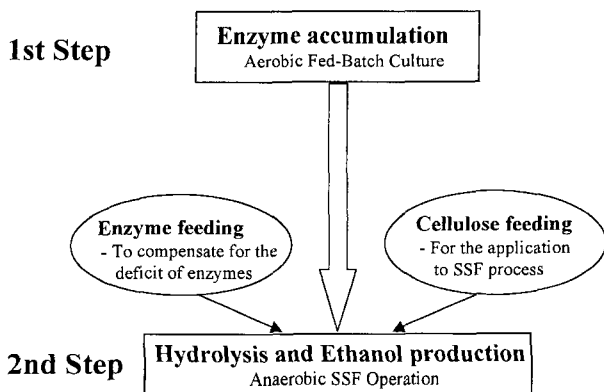 1st Step
Enzyme accumulation
Aerobic Fed-Batch Culture
Enzyme feeding
- To compensate for the
deficit of enzymes
Cellulose feeding
- For the application
to SSF process
2nd Step
Hydrolysis and Ethanol production
Anaerobic SSF Operation